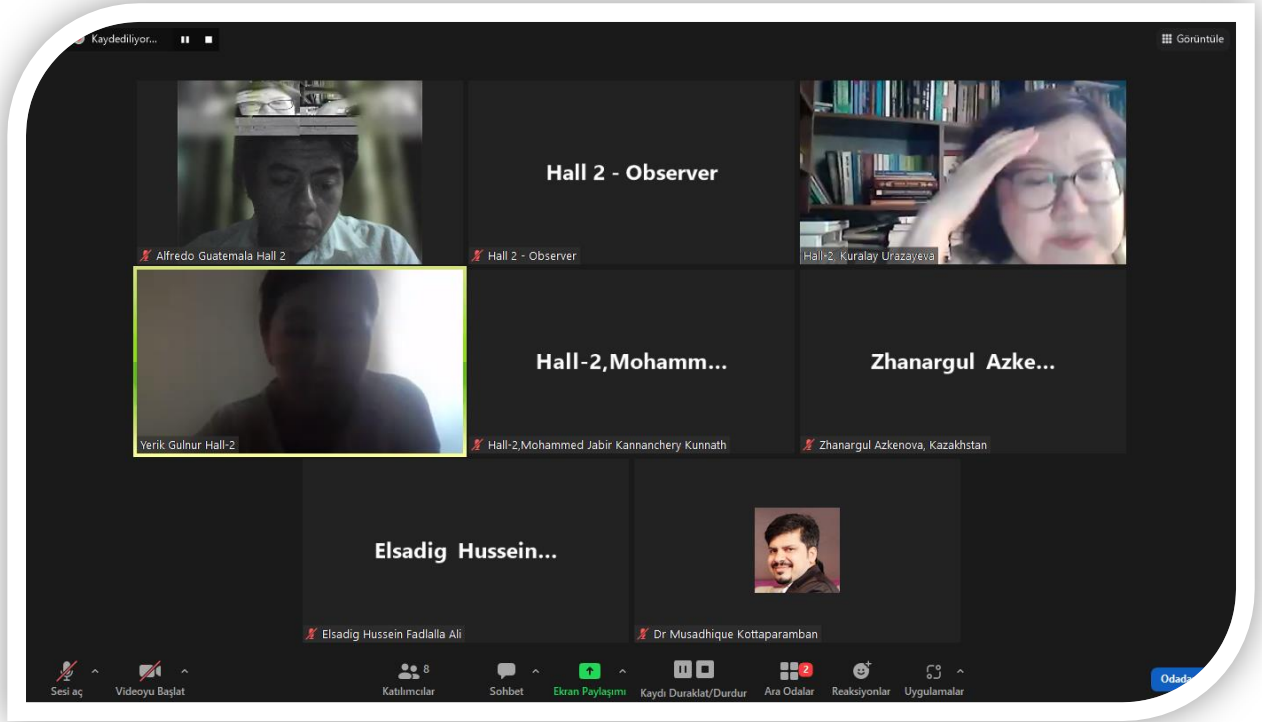 Kaydediliyor...
Görüntüle
Alfredo Guatemala Hall 2
Hall 2 - Observer
Hall 2 - Observer
Hall-2, Kuralay Urazayeva
Yerik Gulnur Hall-2
Hall-2,Mohamm...
Hall-2,Mohammed Jabir Kannanchery Kunnath
Zhanargul Azke...
Zhanargul Azkenova, Kazakhstan
Elsadig Hussein...
Elsadig Hussein Fadlalla Ali
Dr Musadhique Kottaparamban
Sesi aç
Videoyu Başlat
8
Katılımcılar
Sohbet
Ekran Paylaşımı
Kaydı Duraklat/Durdur
2
Ara Odalar
Reaksiyonlar
Uygulamalar